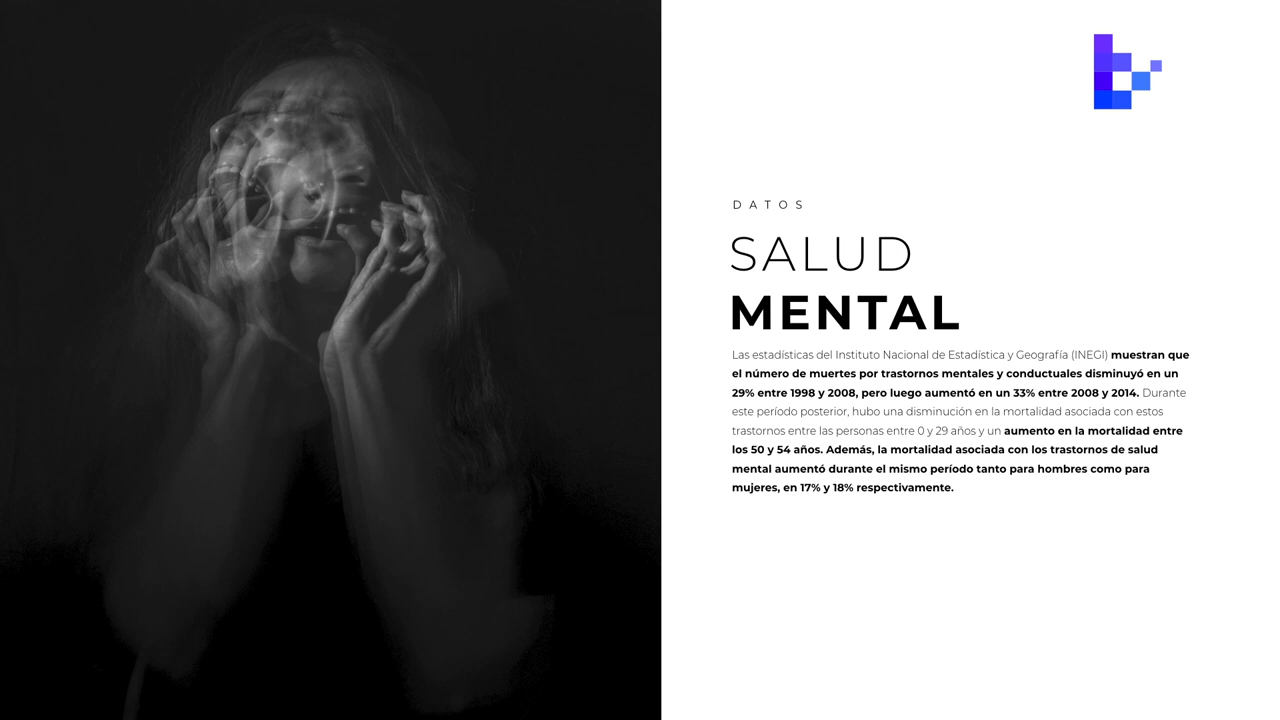 DATOS
SALUD
MENTAL
Las estadísticas del Instituto Nacional de Estadística y Geografía (INEGI) muestran que
el número de muertes por trastornos mentales y conductuales disminuyó en un
29% entre 1998 y 2008, pero luego aumentó en un 33% entre 2008 y 2014. Durante
este período posterior, hubo una disminución en la mortalidad asociada con estos
trastornos entre las personas entre 0 y 29 años y un aumento en la mortalidad entre
los 50 y 54 años. Además, la mortalidad asociada con los trastornos de salud
mental aumentó durante el mismo período tanto para hombres como para
mujeres, en 17% y 18% respectivamente.